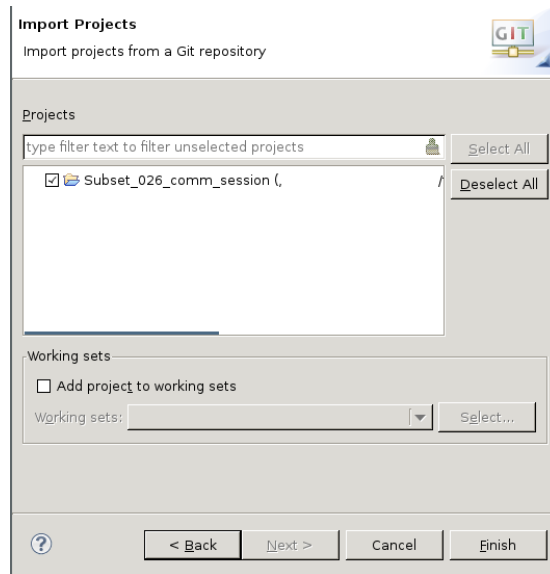 Import Projects
Import projects from a Git repository
GIT
Projects
type filter text to filter unselected projects
Select All
Subset_026_comm_session (, /
Deselect All
Working sets
Add project to working sets
Working sets:
Select...
?
< Back
Next >
Cancel
Finish